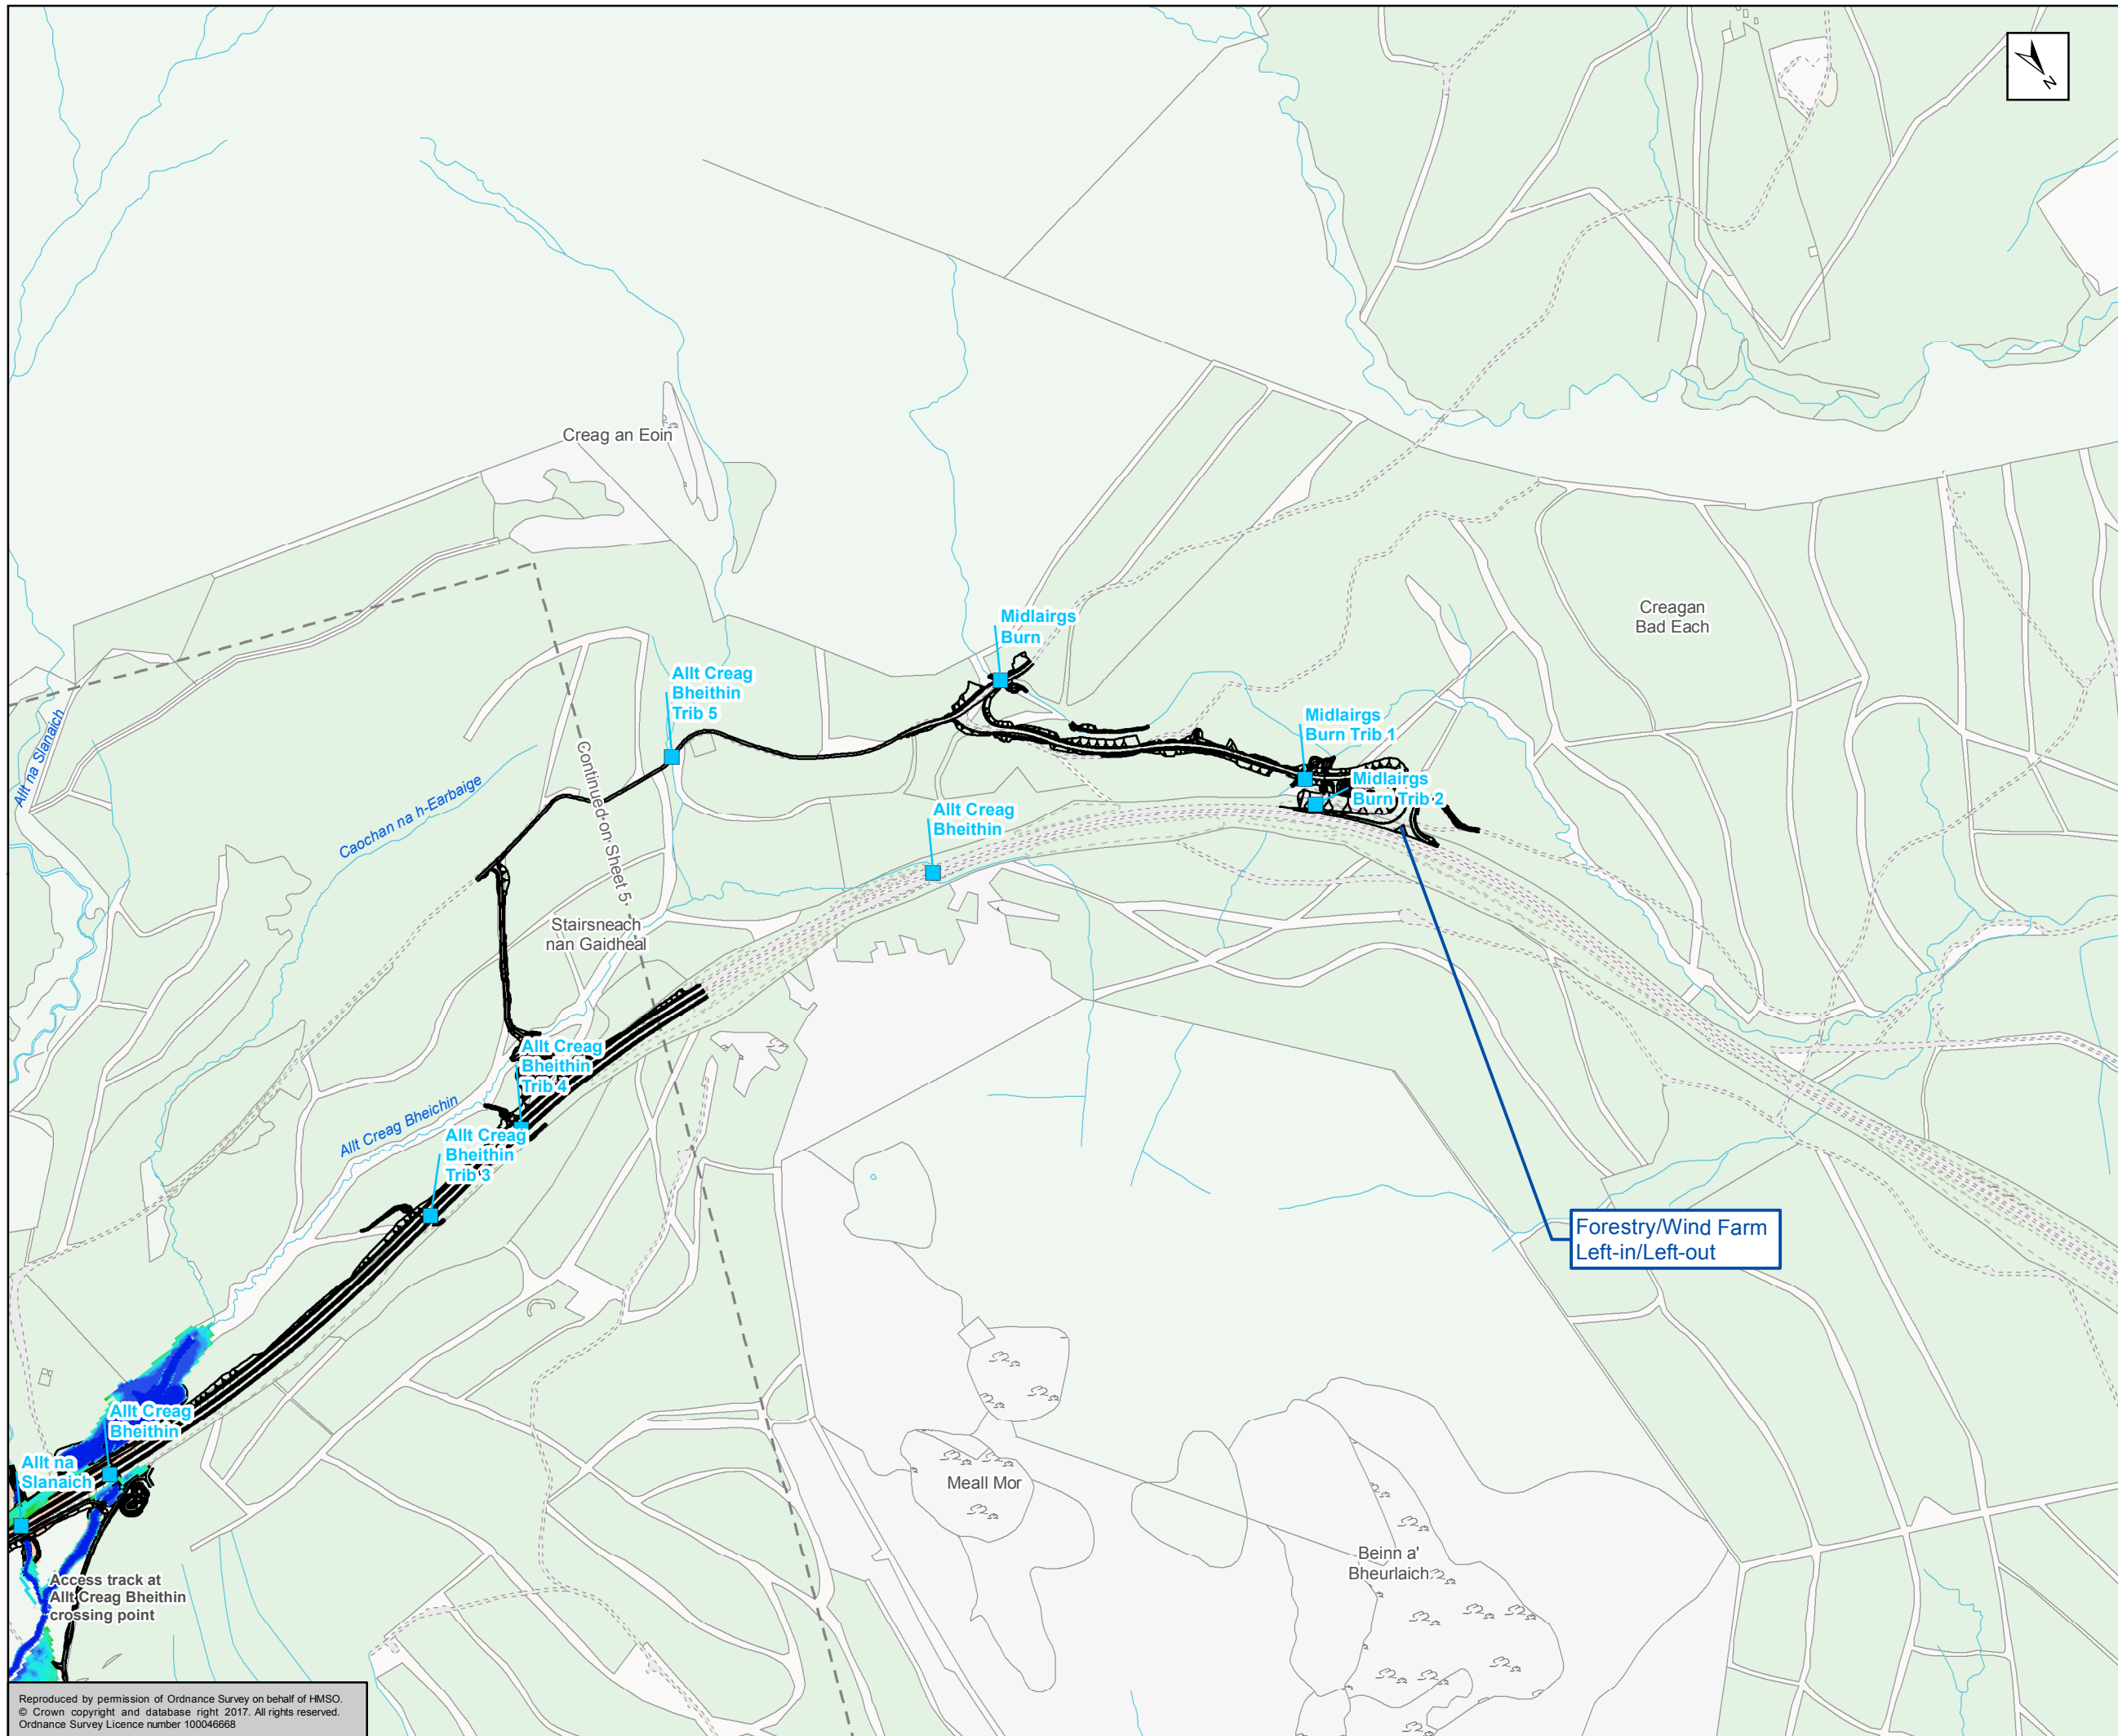 N
Creag an Eoin
Midlairgs
Burn
Creagan
Bad Each
Allt Creag
Bheithin
Trib 5
Midlairgs
Burn Trib 1
Allt na Slanaich
Continued on Sheet 5
Caochan na h-Earbaige
Midlairgs
Burn Trib 2
Allt Creag
Bheithin
Stairsneach
nan Gaidheal
Allt Creag
Bheithin
Trib 4
Allt Creag Bheichin
Allt Creag
Bheithin
Trib 3
Forestry/Wind Farm
Left-in/Left-out
Allt Creag
Bheithin
Allt na
Slanaich
Meall Mor
Beinn a'
Bheurlaich
Access track at
Allt Creag Bheithin
crossing point
Reproduced by permission of Ordnance Survey on behalf of HMSO.
© Crown copyright and database right 2017. All rights reserved.
Ordnance Survey Licence number 100046668